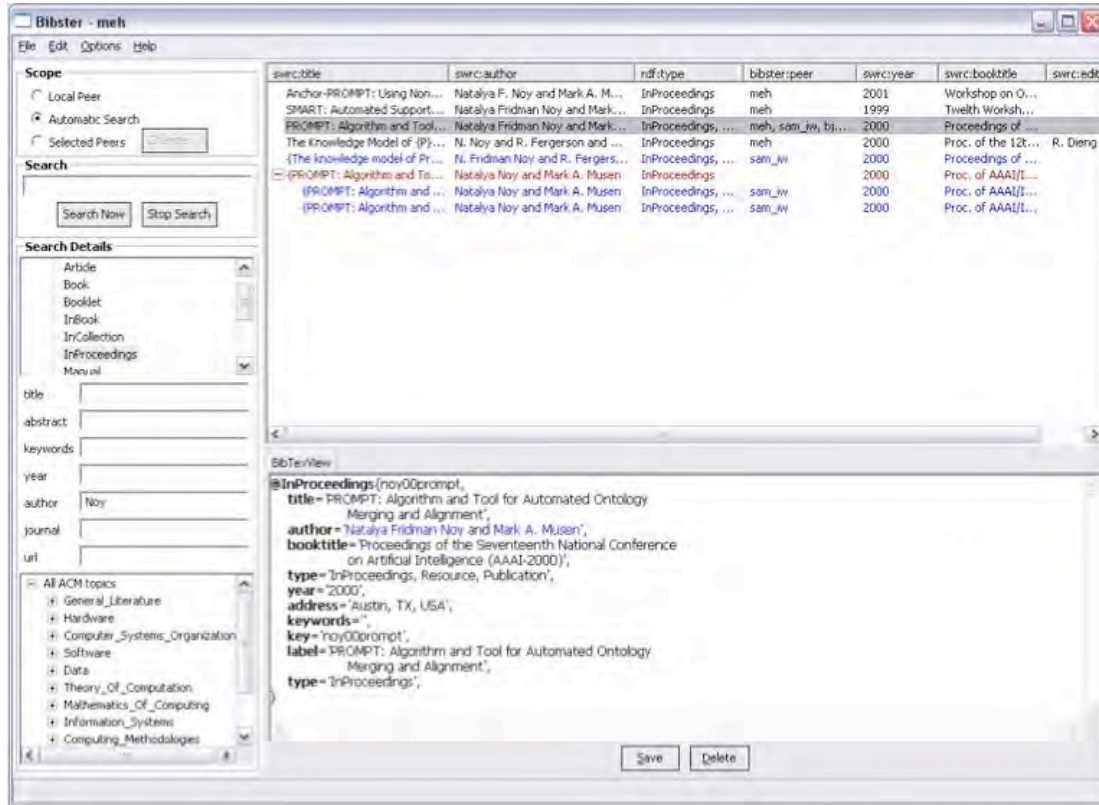 Bibster - meh
File Edit Options Help
Scope
Local Peer
Automatic Search
Selected Peers
Search
Search Now Stop Search
Search Details
Article
Book
Booklet
InBook
InCollection
InProceedings
Manual
title
abstract
keywords
year
author Noy
journal
url
All ACM topics
General_Literature
Hardware
Computer_Systems_Organization
Software
Data
Theory_Of_Computation
Mathematics_Of_Computing
Information_Systems
Computing_Methodologies
swrc:title swrc:author rdf:type bibster:peer swrc:year swrc:booktitle swrc:edit
Anchor-PROMPT: Using Non... Natalya F. Noy and Mark A. M... InProceedings meh 2001 Workshop on O...
SMART: Automated Support... Natalya Fridman Noy and Mark... InProceedings meh 1999 Twelth Worksh...
PROMPT: Algorithm and Tool... Natalya Fridman Noy and Mark... InProceedings, ... meh, sam_iw, bj... 2000 Proceedings of ...
The Knowledge Model of {P}... N. Noy and R. Fergerson and ... InProceedings meh 2000 Proc. of the 12t... R. Dieng
{The knowledge model of Pr... N. Fridman Noy and R. Fergers... InProceedings, ... sam_iw 2000 Proceedings of ...
{PROMPT: Algorithm and To... Natalya Noy and Mark A. Musen InProceedings 2000 Proc. of AAAI/I...
{PROMPT: Algorithm and ... Natalya Noy and Mark A. Musen InProceedings, ... sam_iw 2000 Proc. of AAAI/I...
{PROMPT: Algorithm and ... Natalya Noy and Mark A. Musen InProceedings, ... sam_iw 2000 Proc. of AAAI/I...
BibTexView
@InProceedings{noy00prompt,
title='PROMPT: Algorithm and Tool for Automated Ontology
Merging and Alignment',
author='Natalya Fridman Noy and Mark A. Musen',
booktitle='Proceedings of the Seventeenth National Conference
on Artificial Intelligence (AAAI-2000)',
type='InProceedings, Resource, Publication',
year='2000',
address='Austin, TX, USA',
keywords='',
key='noy00prompt',
label='PROMPT: Algorithm and Tool for Automated Ontology
Merging and Alignment',
type='InProceedings',
}
Save Delete